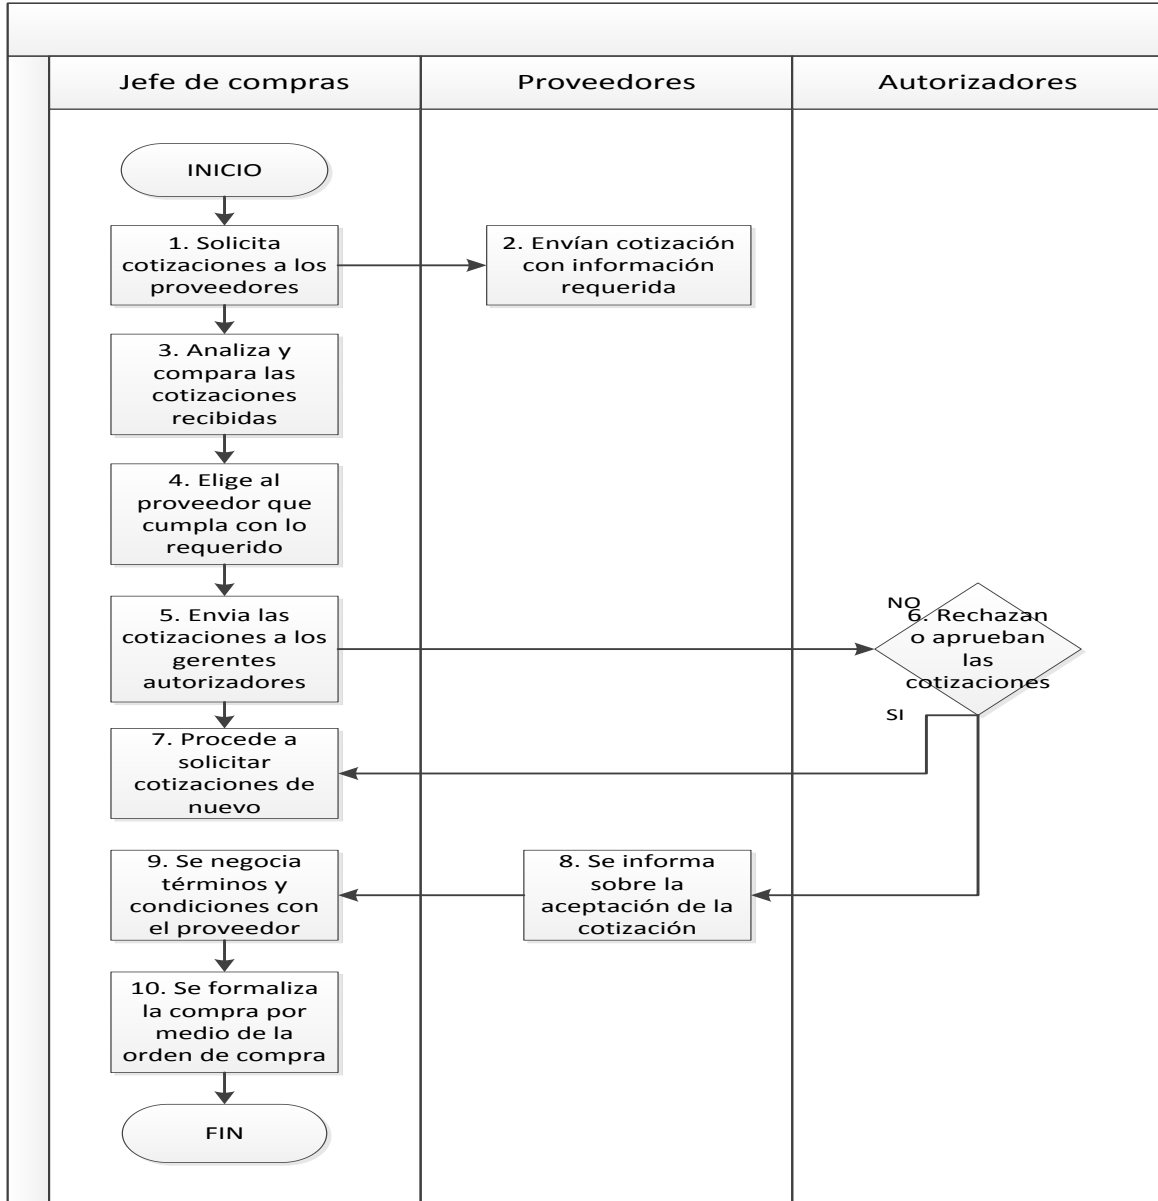 Jefe de compras
Proveedores
Autorizadores
INICIO
1. Solicita
cotizaciones a los
proveedores
2. Envían cotización
con información
requerida
3. Analiza y
compara las
cotizaciones
recibidas
4. Elige al
proveedor que
cumpla con lo
requerido
5. Envia las
cotizaciones a los
gerentes
autorizadores
NO
6. Rechazan
o aprueban
las
cotizaciones
SI
7. Procede a
solicitar
cotizaciones de
nuevo
8. Se informa
sobre la
aceptación de la
cotización
9. Se negocia
términos y
condiciones con
el proveedor
10. Se formaliza
la compra por
medio de la
orden de compra
FIN